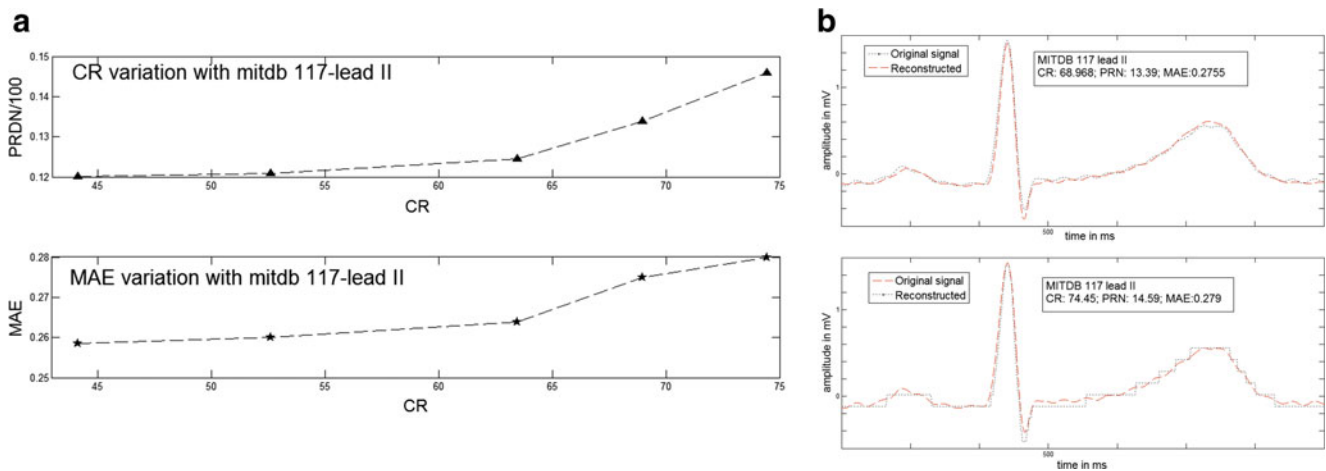 a
CR variation with mitdb 117-lead II
PRDN/100
0.15
0.14
0.13
0.12
45 50 55 60 65 70 75
CR
MAE variation with mitdb 117-lead II
MAE
0.28
0.27
0.26
0.25
45 50 55 60 65 70 75
CR
b
Original signal
Reconstructed
MITDB 117 lead II
CR: 68.968; PRN: 13.39; MAE:0.2755
amplitude in mV
1
0
500
time in ms
Original signal
Reconstructed
MITDB 117 lead II
CR: 74.45; PRN: 14.59; MAE:0.279
amplitude in mV
1
0
500
time in ms